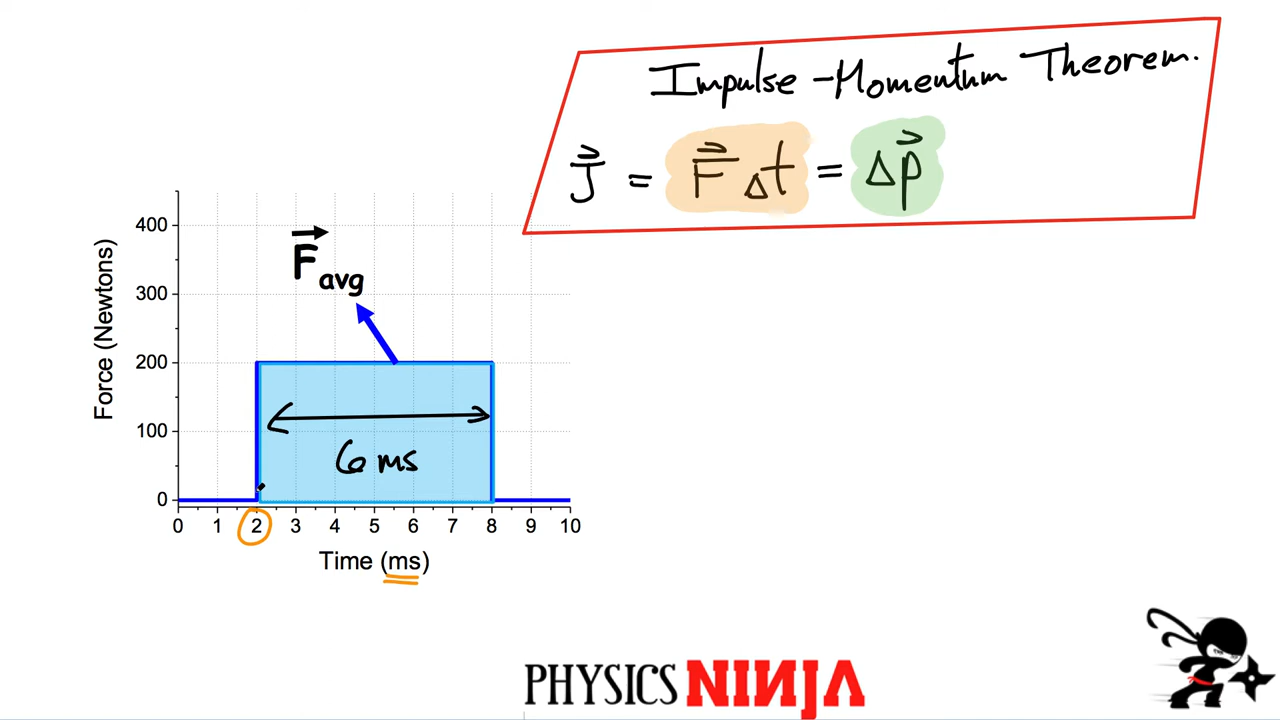 Impulse - Momentum Theorem.
J⃗ = F⃗ Δt = Δp⃗
F⃗avg
Force (Newtons)
400
300
200
100
0
6 ms
0 1 2 3 4 5 6 7 8 9 10
Time (ms)
PHYSICS NINJA